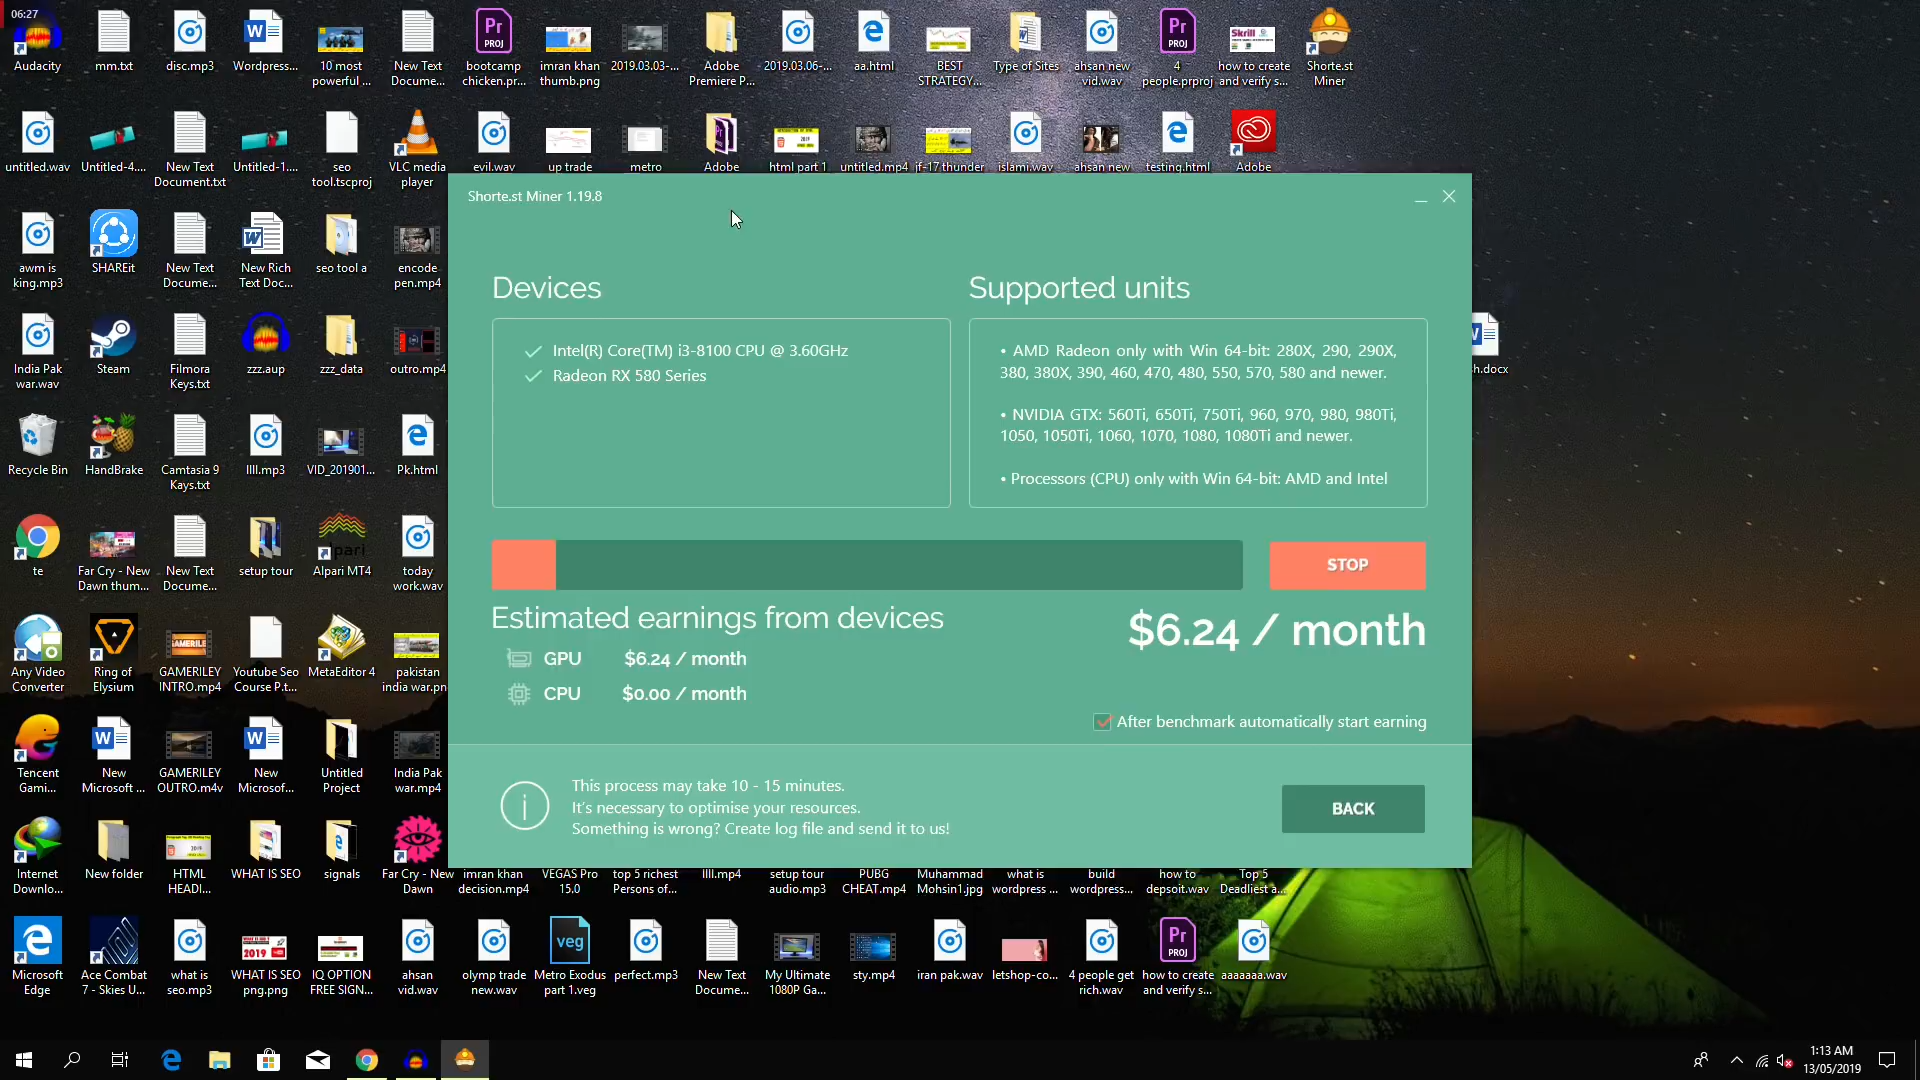 06:27
Audacity
mm.txt
disc.mp3
Wordpress...
10 most
powerful ...
New Text
Docume...
bootcamp
chicken.pr...
imran khan
thumb.png
2019.03.03-...
Adobe
Premiere P...
2019.03.06-...
aa.html
BEST
STRATEGY...
Type of Sites
ahsan new
vid.wav
4
people.prproj
how to create
and verify s...
Shorte.st
Miner
untitled.wav
Untitled-4....
New Text
Document.txt
Untitled-1....
seo
tool.tscproj
VLC media
player
evil.wav
up trade
metro
Adobe
html part 1
untitled.mp4
jf-17 thunder
islami.wav
ahsan new
testing.html
Adobe
Shorte.st Miner 1.19.8
awm is
king.mp3
SHAREit
New Text
Docume...
New Rich
Text Doc...
seo tool a
encode
pen.mp4
Devices
Supported units
Intel(R) Core(TM) i3-8100 CPU @ 3.60GHz
Radeon RX 580 Series
• AMD Radeon only with Win 64-bit: 280X, 290, 290X,
380, 380X, 390, 460, 470, 480, 550, 570, 580 and newer.
• NVIDIA GTX: 560Ti, 650Ti, 750Ti, 960, 970, 980, 980Ti,
1050, 1050Ti, 1060, 1070, 1080, 1080Ti and newer.
• Processors (CPU) only with Win 64-bit: AMD and Intel
India Pak
war.wav
Steam
Filmora
Keys.txt
zzz.aup
zzz_data
outro.mp4
sh.docx
Recycle Bin
HandBrake
Camtasia 9
Kays.txt
llll.mp3
VID_201901...
Pk.html
te
Far Cry - New
Dawn thum...
New Text
Docume...
setup tour
Alpari MT4
today
work.wav
STOP
Estimated earnings from devices
$6.24 / month
GPU $6.24 / month
CPU $0.00 / month
After benchmark automatically start earning
Any Video
Converter
Ring of
Elysium
GAMERILEY
INTRO.mp4
Youtube Seo
Course P.t...
MetaEditor 4
pakistan
india war.pn
Tencent
Gami...
New
Microsoft ...
GAMERILEY
OUTRO.m4v
New
Microsof...
Untitled
Project
India Pak
war.mp4
This process may take 10 - 15 minutes.
It's necessary to optimise your resources.
Something is wrong? Create log file and send it to us!
BACK
Internet
Downlo...
New folder
HTML
HEADI...
WHAT IS SEO
signals
Far Cry - New
Dawn
imran khan
decision.mp4
VEGAS Pro
15.0
top 5 richest
Persons of...
llll.mp4
setup tour
audio.mp3
PUBG
CHEAT.mp4
Muhammad
Mohsin1.jpg
what is
wordpress ...
build
wordpress...
how to
depsoit.wav
Top 5
Deadliest a...
Microsoft
Edge
Ace Combat
7 - Skies U...
what is
seo.mp3
WHAT IS SEO
png.png
IQ OPTION
FREE SIGN...
ahsan
vid.wav
olymp trade
new.wav
Metro Exodus
part 1.veg
perfect.mp3
New Text
Docume...
My Ultimate
1080P Ga...
sty.mp4
iran pak.wav
letshop-co...
4 people get
rich.wav
how to create
and verify s...
aaaaaaa.wav
1:13 AM
13/05/2019